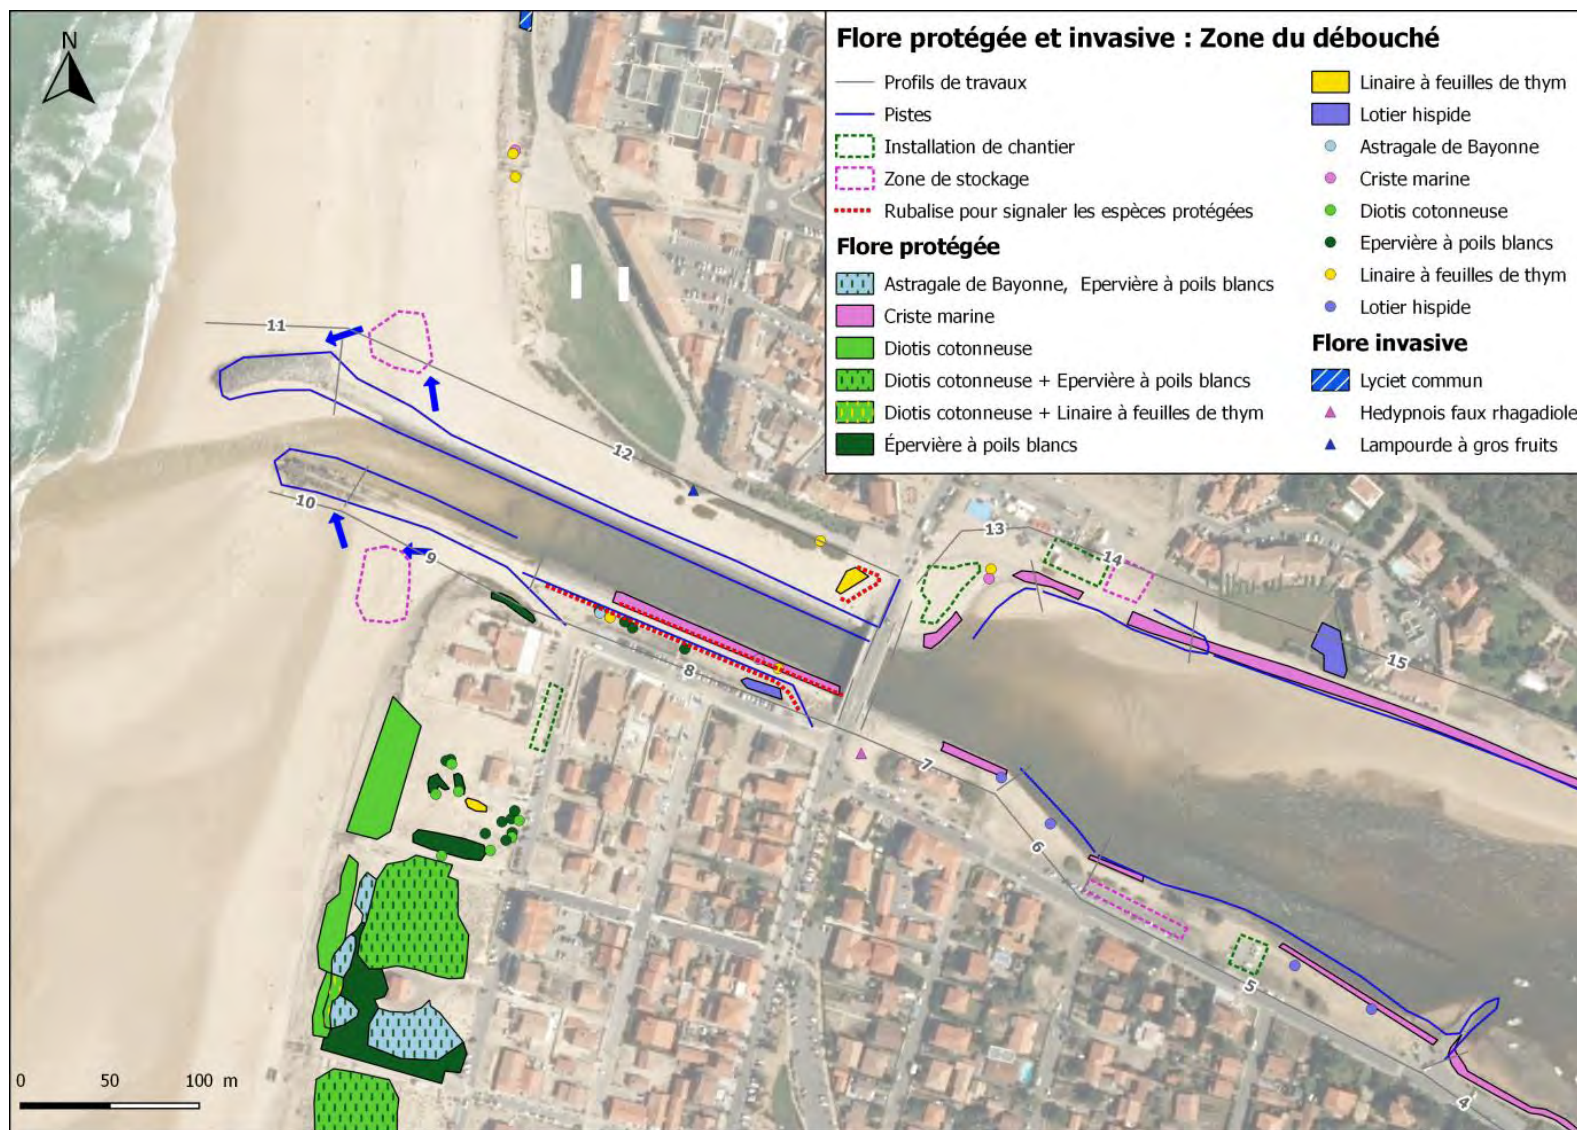 N
Flore protégée et invasive : Zone du débouché
Profils de travaux
Pistes
Installation de chantier
Zone de stockage
Rubalise pour signaler les espèces protégées
Flore protégée
Astragale de Bayonne, Epervière à poils blancs
Criste marine
Diotis cotonneuse
Diotis cotonneuse + Epervière à poils blancs
Diotis cotonneuse + Linaire à feuilles de thym
Épervière à poils blancs
Linaire à feuilles de thym
Lotier hispide
Astragale de Bayonne
Criste marine
Diotis cotonneuse
Epervière à poils blancs
Linaire à feuilles de thym
Lotier hispide
Flore invasive
Lyciet commun
Hedypnois faux rhagadiole
Lampourde à gros fruits
11
12
10
9
13
14
15
8
7
6
5
4
0 50 100 m